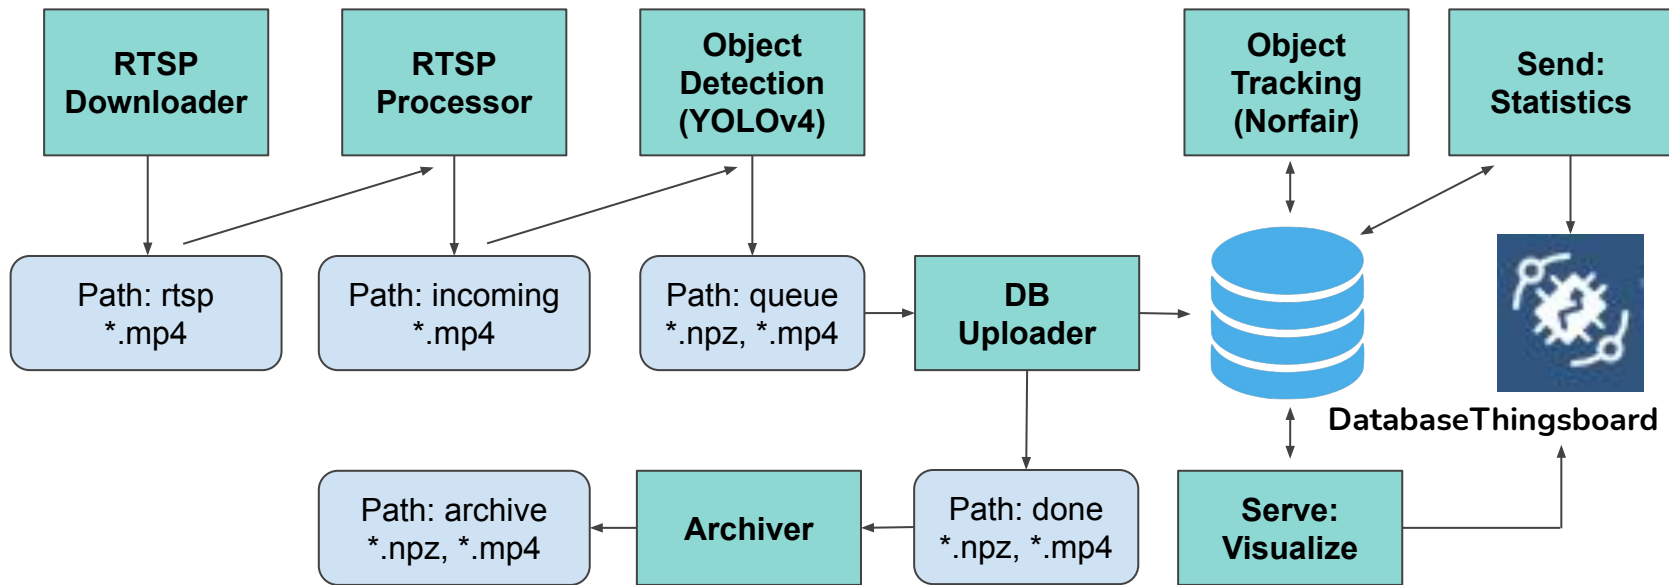 RTSP
Downloader
RTSP
Processor
Object
Detection
(YOLOv4)
Object
Tracking
(Norfair)
Send:
Statistics
Path: rtsp
*.mp4
Path: incoming
*.mp4
Path: queue
*.npz, *.mp4
DB
Uploader
DatabaseThingsboard
Path: archive
*.npz, *.mp4
Archiver
Path: done
*.npz, *.mp4
Serve:
Visualize